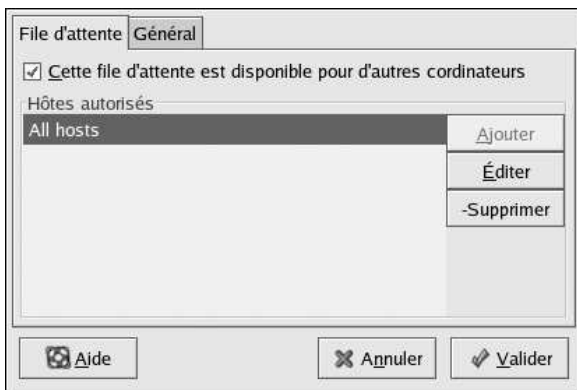 File d'attente Général
Cette file d'attente est disponible pour d'autres cordinateurs
Hôtes autorisés
All hosts
Ajouter
Éditer
-Supprimer
Aide Annuler Valider